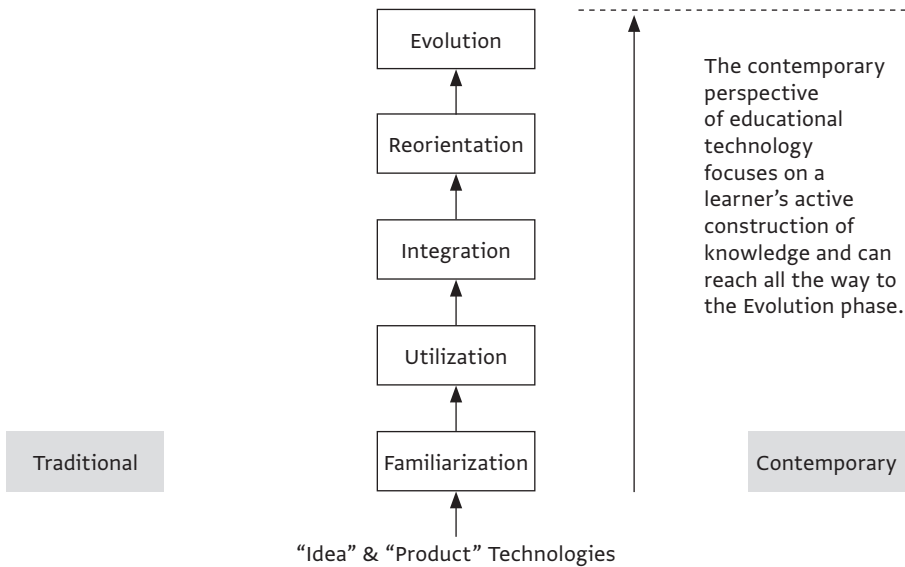 Evolution
Reorientation
Integration
Utilization
Familiarization
“Idea” & “Product” Technologies
Traditional
The contemporary
perspective
of educational
technology
focuses on a
learner’s active
construction of
knowledge and can
reach all the way to
the Evolution phase.
Contemporary